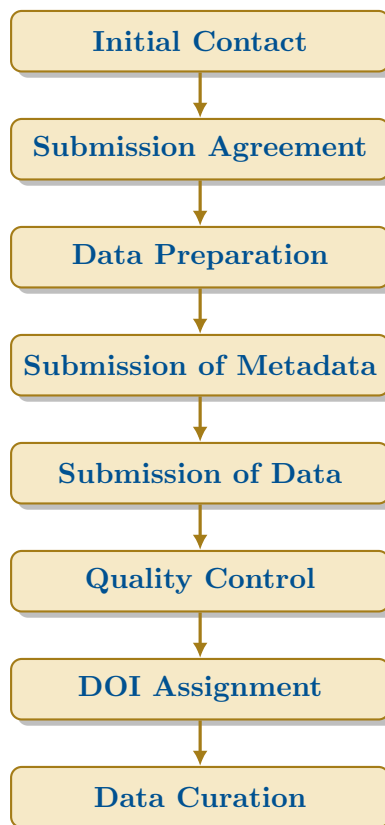 Initial Contact
Submission Agreement
Data Preparation
Submission of Metadata
Submission of Data
Quality Control
DOI Assignment
Data Curation